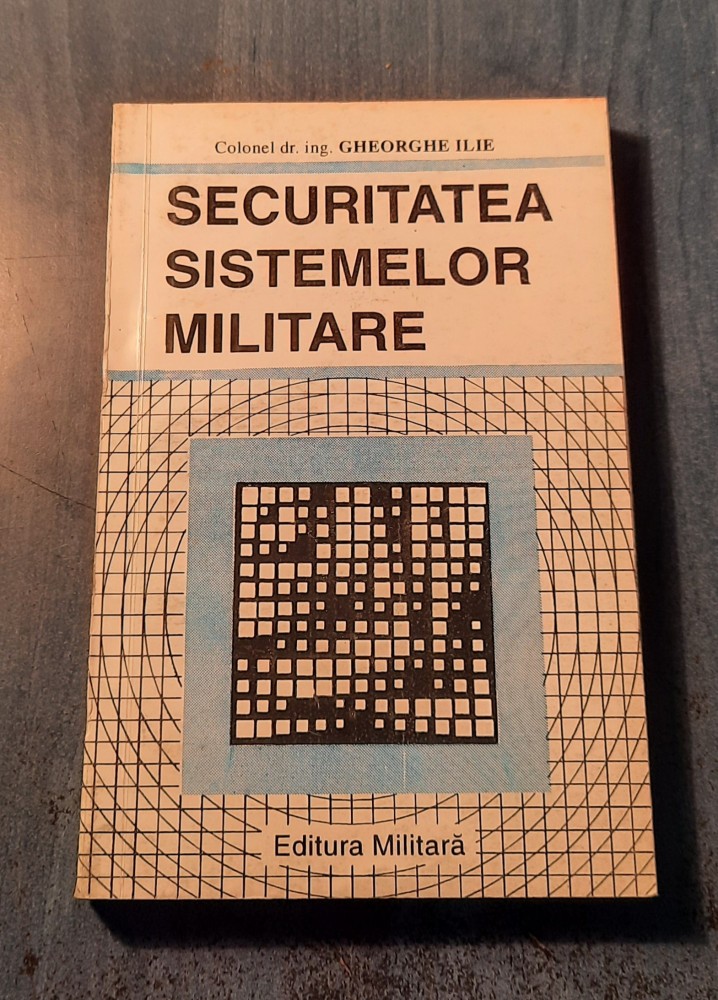 Colonel dr. ing. GHEORGHE ILIE
SECURITATEA
SISTEMELOR
MILITARE
Editura Militară